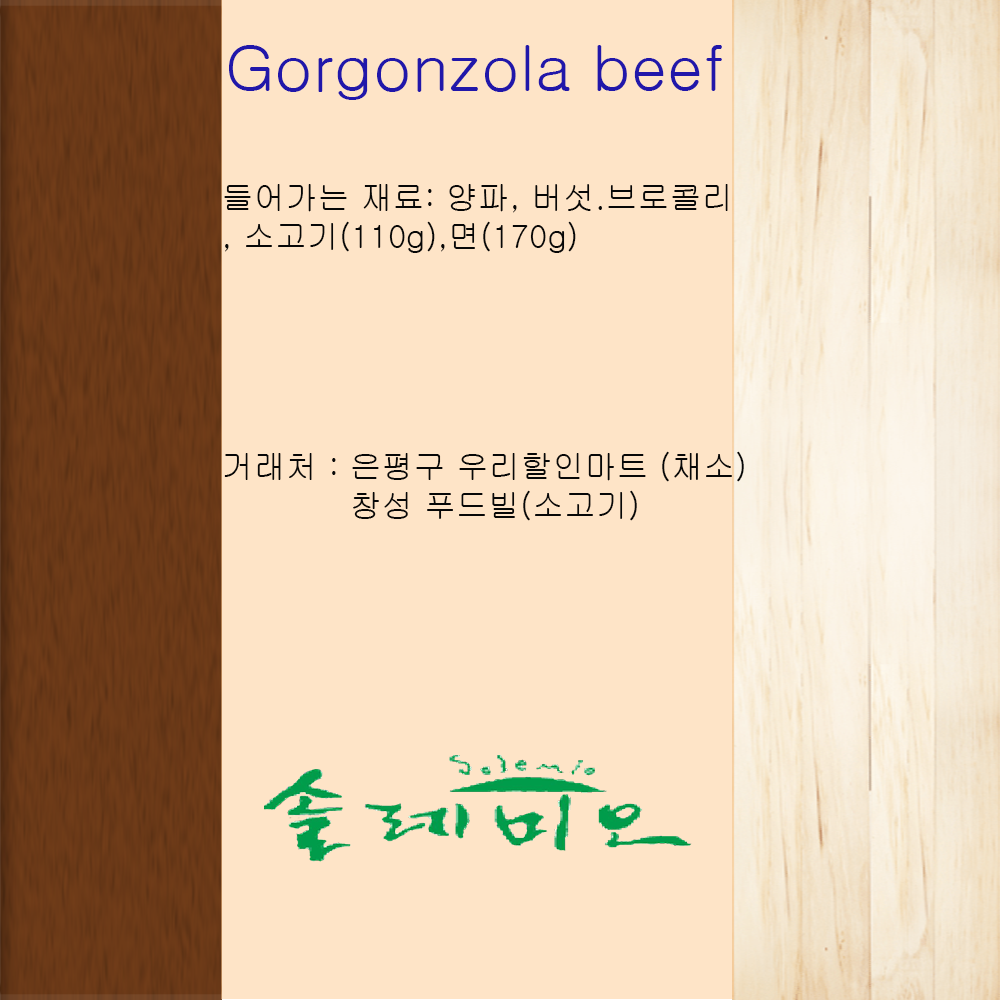 Gorgonzola beef
들어가는 재료: 양파, 버섯.브로콜리
, 소고기(110g),면(170g)
거래처 : 은평구 우리할인마트 (채소)
창성 푸드빌(소고기)
Solemio
솔레미오